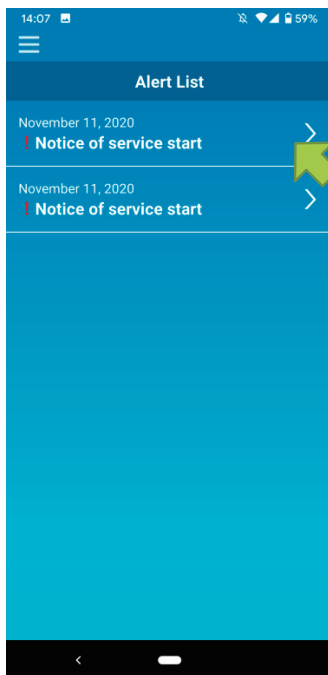 14:07 59%
Alert List
November 11, 2020
! Notice of service start
November 11, 2020
! Notice of service start